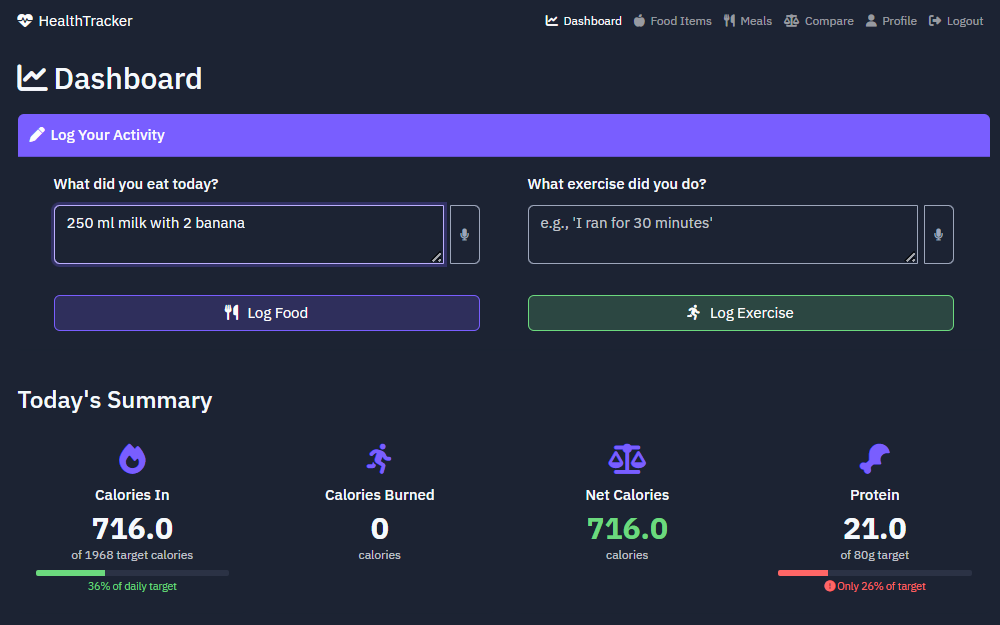 HealthTracker
Dashboard Food Items Meals Compare Profile Logout
Dashboard
Log Your Activity
What did you eat today?
What exercise did you do?
250 ml milk with 2 banana
e.g., 'I ran for 30 minutes'
Log Food
Log Exercise
Today's Summary
Calories In
716.0
of 1968 target calories
36% of daily target
Calories Burned
0
calories
Net Calories
716.0
calories
Protein
21.0
of 80g target
Only 26% of target